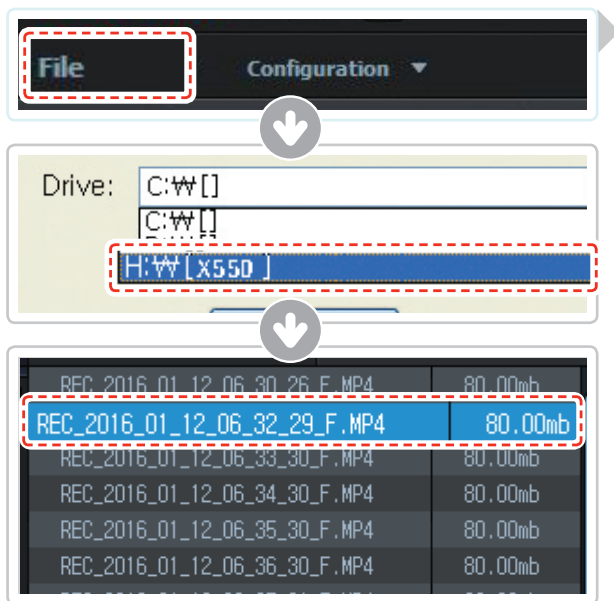 File Configuration ▼
Drive: C:₩[]
C:₩[]
H:₩[X550 ]
REC_2016_01_12_06_30_26_F.MP4 80.00mb
REC_2016_01_12_06_32_29_F.MP4 80.00mb
REC_2016_01_12_06_33_30_F.MP4 80.00mb
REC_2016_01_12_06_34_30_F.MP4 80.00mb
REC_2016_01_12_06_35_30_F.MP4 80.00mb
REC_2016_01_12_06_36_30_F.MP4 80.00mb